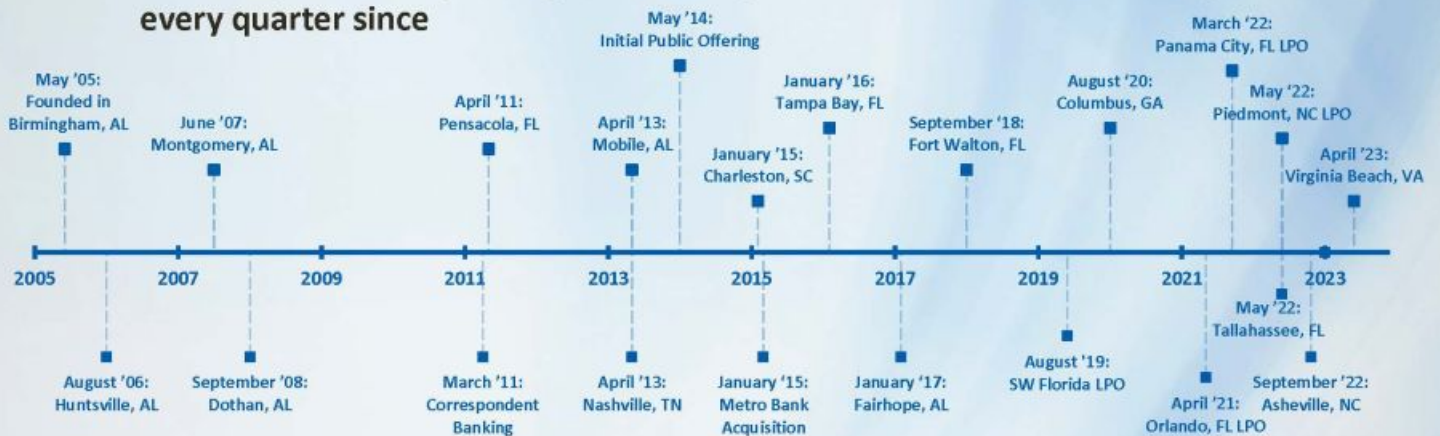 every quarter since
May '14:
Initial Public Offering
March '22:
Panama City, FL LPO
May '05:
Founded in
Birmingham, AL
June '07:
Montgomery, AL
April '11:
Pensacola, FL
April '13:
Mobile, AL
January '15:
Charleston, SC
January '16:
Tampa Bay, FL
September '18:
Fort Walton, FL
August '20:
Columbus, GA
May '22:
Piedmont, NC LPO
April '23:
Virginia Beach, VA
2005 2007 2009 2011 2013 2015 2017 2019 2021 2023
August '06:
Huntsville, AL
September '08:
Dothan, AL
March '11:
Correspondent
Banking
April '13:
Nashville, TN
January '15:
Metro Bank
Acquisition
January '17:
Fairhope, AL
August '19:
SW Florida LPO
April '21:
Orlando, FL LPO
May '22:
Tallahassee, FL
September '22:
Asheville, NC